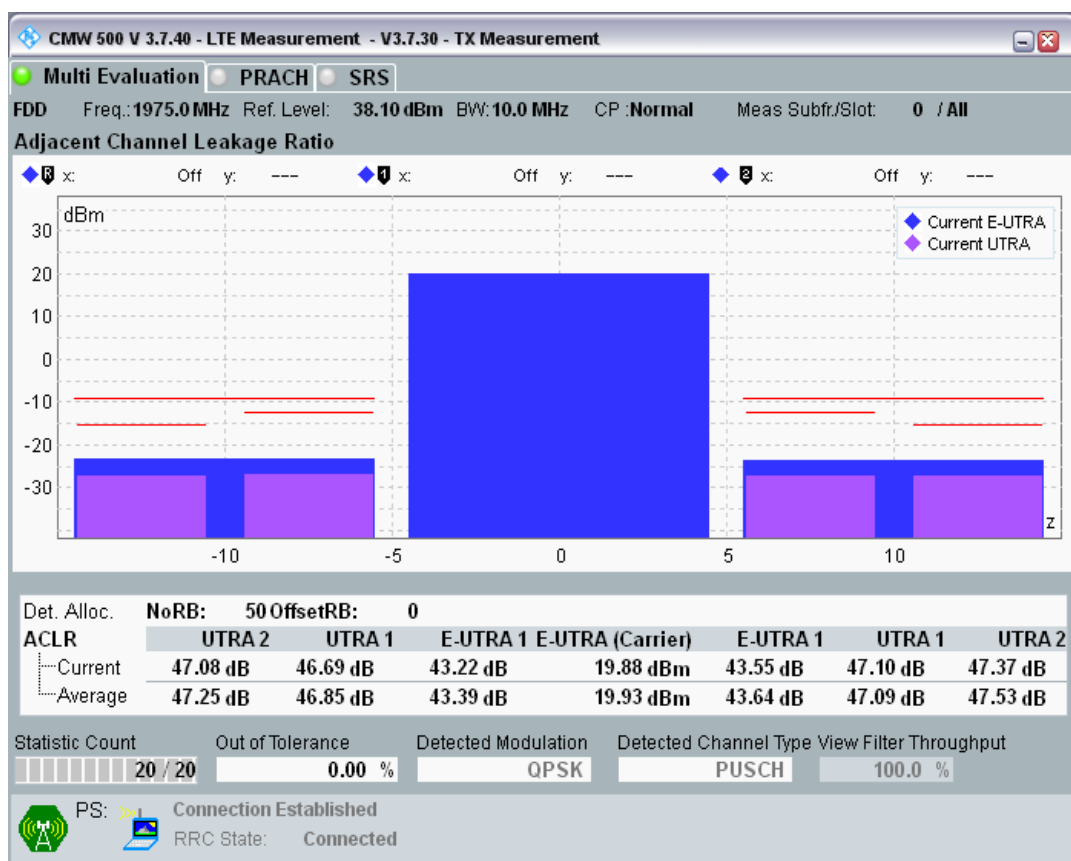 CMW 500 V 3.7.40 - LTE Measurement - V3.7.30 - TX Measurement
Multi Evaluation PRACH SRS
FDD Freq.: 1975.0 MHz Ref. Level: 38.10 dBm BW: 10.0 MHz CP :Normal Meas Subfr./Slot: 0 / All
Adjacent Channel Leakage Ratio
R x: Off y: --- 1 x: Off y: --- 2 x: Off y: ---
dBm
Current E-UTRA
Current UTRA
30
20
10
0
-10
-20
-30
z
-10 -5 0 5 10
Det. Alloc. NoRB: 50 OffsetRB: 0
ACLR UTRA 2 UTRA 1 E-UTRA 1 E-UTRA (Carrier) E-UTRA 1 UTRA 1 UTRA 2
Current 47.08 dB 46.69 dB 43.22 dB 19.88 dBm 43.55 dB 47.10 dB 47.37 dB
Average 47.25 dB 46.85 dB 43.39 dB 19.93 dBm 43.64 dB 47.09 dB 47.53 dB
Statistic Count Out of Tolerance Detected Modulation Detected Channel Type View Filter Throughput
20 / 20 0.00 % QPSK PUSCH 100.0 %
PS: Connection Established
RRC State: Connected